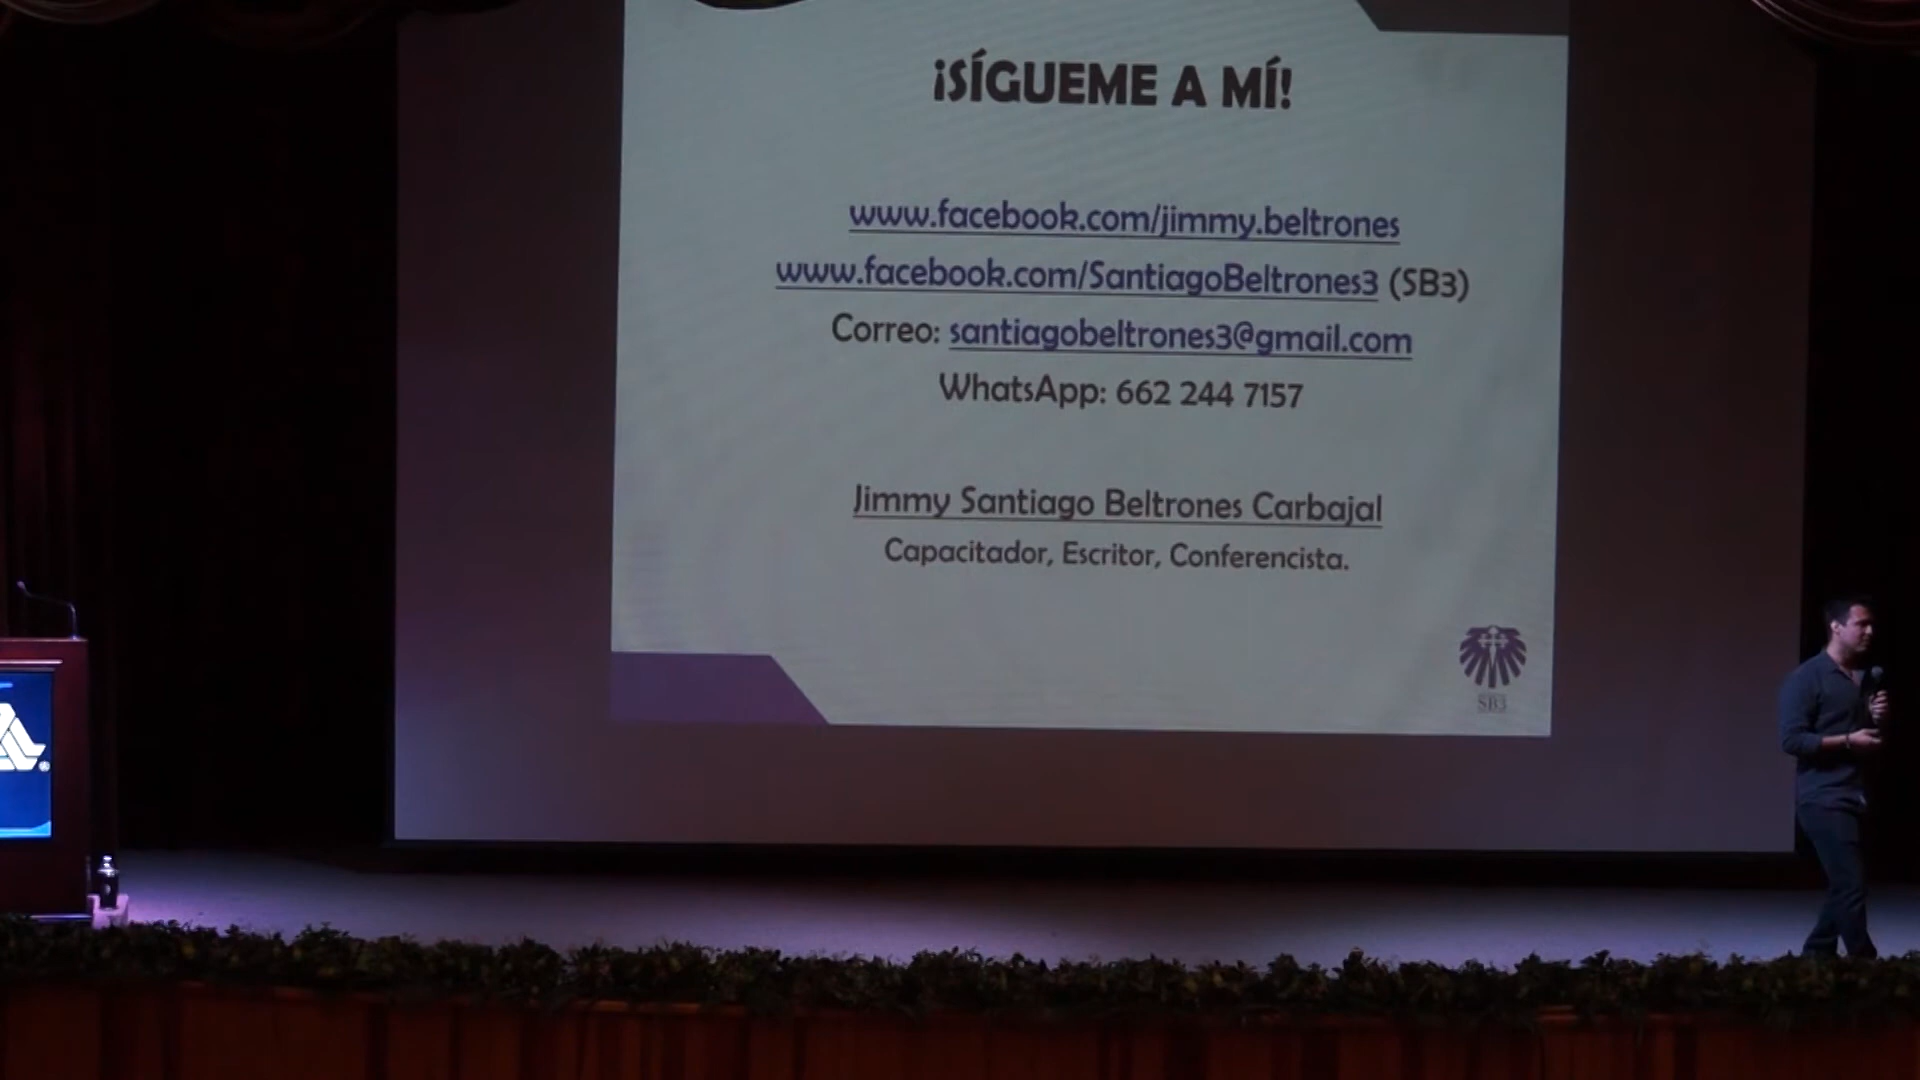 ¡SÍGUEME A MÍ!
www.facebook.com/jimmy.beltrones
www.facebook.com/SantiagoBeltrones3 (SB3)
Correo: santiagobeltrones3@gmail.com
WhatsApp: 662 244 7157
Jimmy Santiago Beltrones Carbajal
Capacitador, Escritor, Conferencista.
SB3